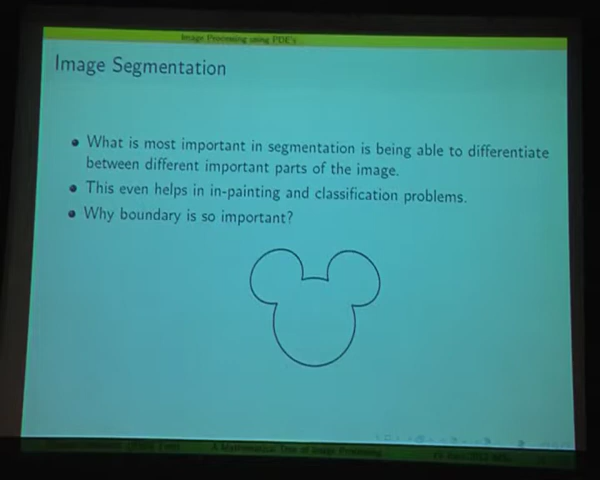 Image Processing using PDE's
Image Segmentation
What is most important in segmentation is being able to differentiate
between different important parts of the image.
This even helps in in-painting and classification problems.
Why boundary is so important?
A Mathematical Tree of Image Processing